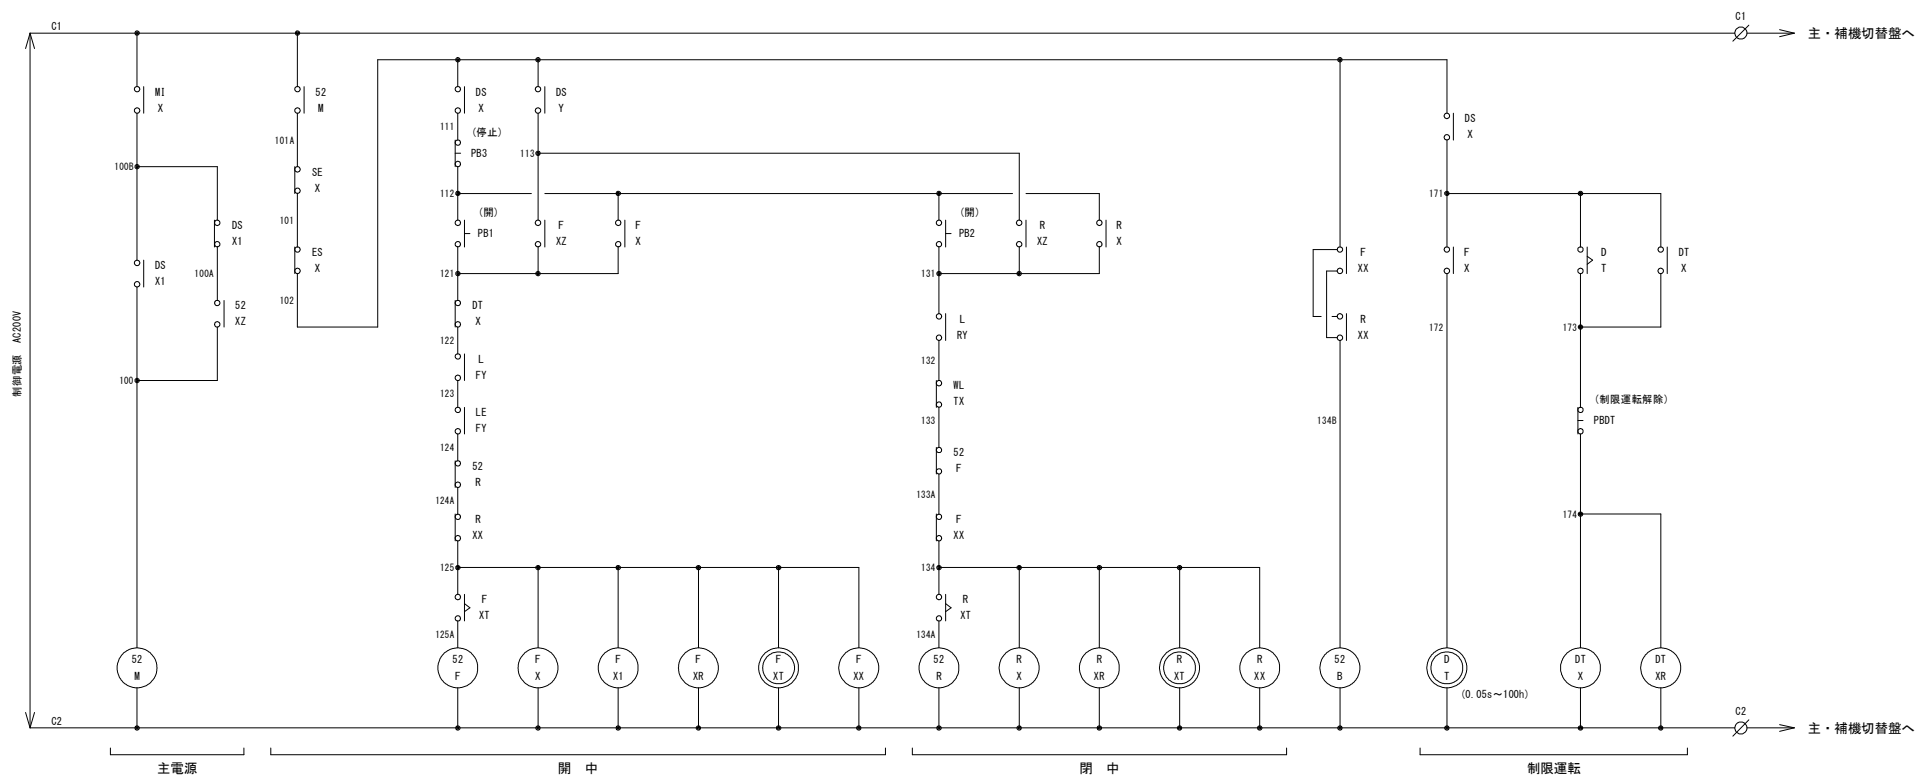 C1
C1
主・補機切替盤へ
制御電源 AC200V
MI
X
52
M
DS
X
DS
Y
101A
111
(停止)
PB3
DS
X
100B
SE
X
113
112
171
DS
X1
101
(開)
PB1
F
XZ
F
X
(開)
PB2
R
XZ
R
X
DS
X1
100A
ES
X
121
131
F
XX
F
X
D
T
DT
X
102
52
XZ
DT
X
L
RY
R
XX
172
173
122
L
FY
132
100
123
WL
TX
LE
FY
133
134B
(制限運転解除)
PBDT
124
52
R
52
F
124A
133A
R
XX
F
XX
174
125
134
F
XT
R
XT
125A
134A
52
M
52
F
F
X
F
X1
F
XR
F
XT
F
XX
52
R
R
X
R
XR
R
XT
R
XX
52
B
D
T
(0.05s～100h)
DT
X
DT
XR
C2
C2
主・補機切替盤へ
主電源
開 中
閉 中
制限運転